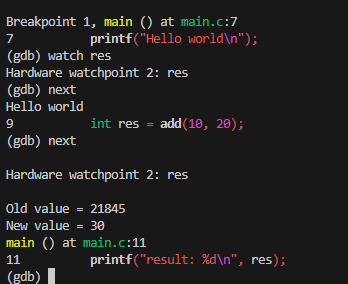 Breakpoint 1, main () at main.c:7
7           printf("Hello world\n");
(gdb) watch res
Hardware watchpoint 2: res
(gdb) next
Hello world
9           int res = add(10, 20);
(gdb) next

Hardware watchpoint 2: res

Old value = 21845
New value = 30
main () at main.c:11
11          printf("result: %d\n", res);
(gdb)